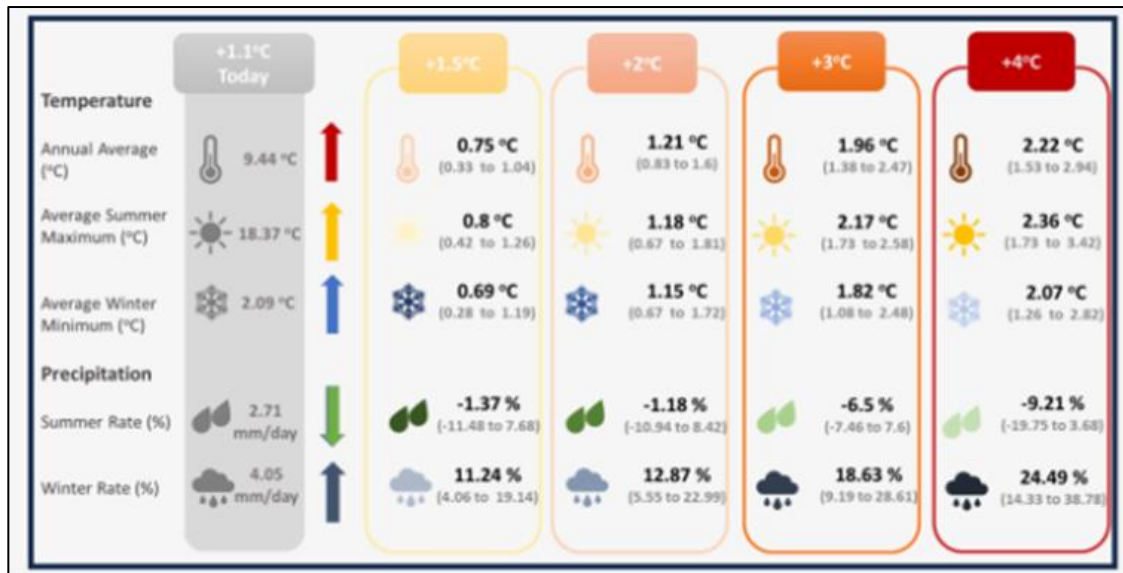 +1.1°C
Today
+1.5°C
+2°C
+3°C
+4°C
Temperature
Annual Average
(°C)
9.44 °C
0.75 °C
(0.33 to 1.04)
1.21 °C
(0.83 to 1.6)
1.96 °C
(1.38 to 2.47)
2.22 °C
(1.53 to 2.94)
Average Summer
Maximum (°C)
18.37 °C
0.8 °C
(0.42 to 1.26)
1.18 °C
(0.67 to 1.81)
2.17 °C
(1.73 to 2.58)
2.36 °C
(1.73 to 3.42)
Average Winter
Minimum (°C)
2.09 °C
0.69 °C
(0.28 to 1.19)
1.15 °C
(0.67 to 1.72)
1.82 °C
(1.08 to 2.48)
2.07 °C
(1.26 to 2.82)
Precipitation
Summer Rate (%)
2.71
mm/day
-1.37 %
(-11.48 to 7.68)
-1.18 %
(-10.94 to 8.42)
-6.5 %
(-7.46 to 7.6)
-9.21 %
(-19.75 to 3.68)
Winter Rate (%)
4.05
mm/day
11.24 %
(4.06 to 19.14)
12.87 %
(5.55 to 22.99)
18.63 %
(9.19 to 28.61)
24.49 %
(14.33 to 38.78)